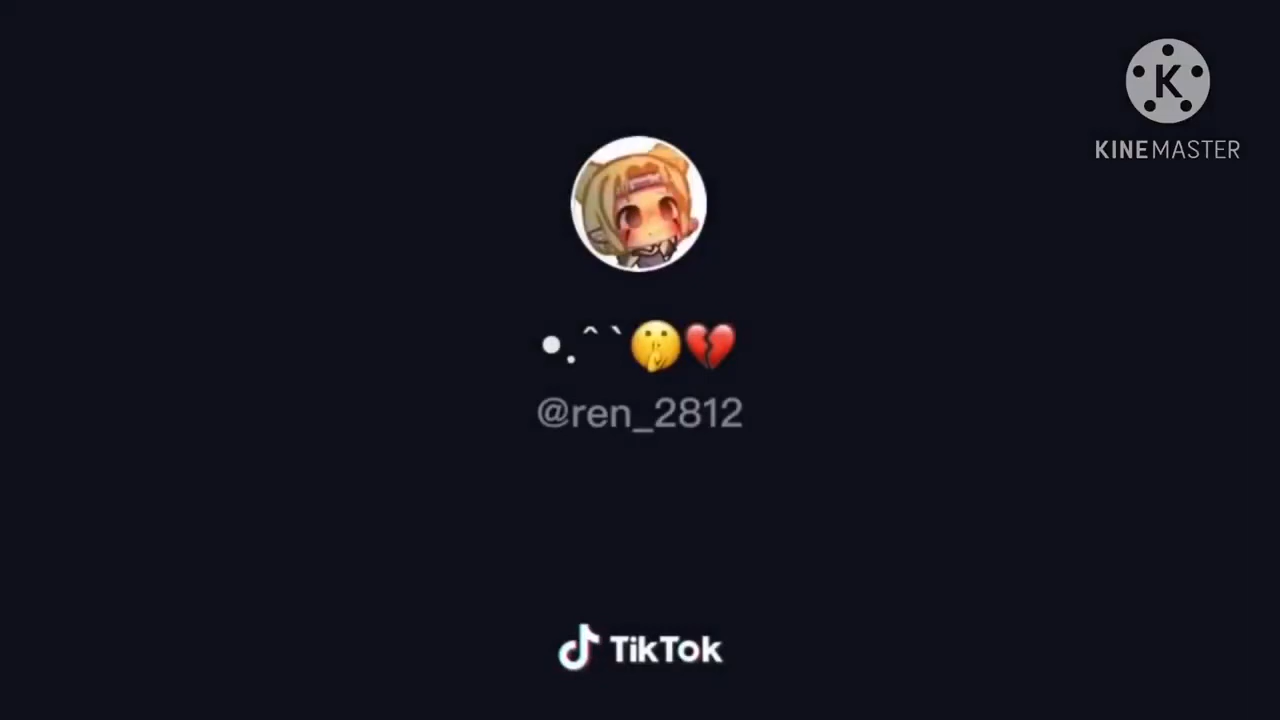 K
KINEMASTER
•.ˆ`🤫💔
@ren_2812
TikTok